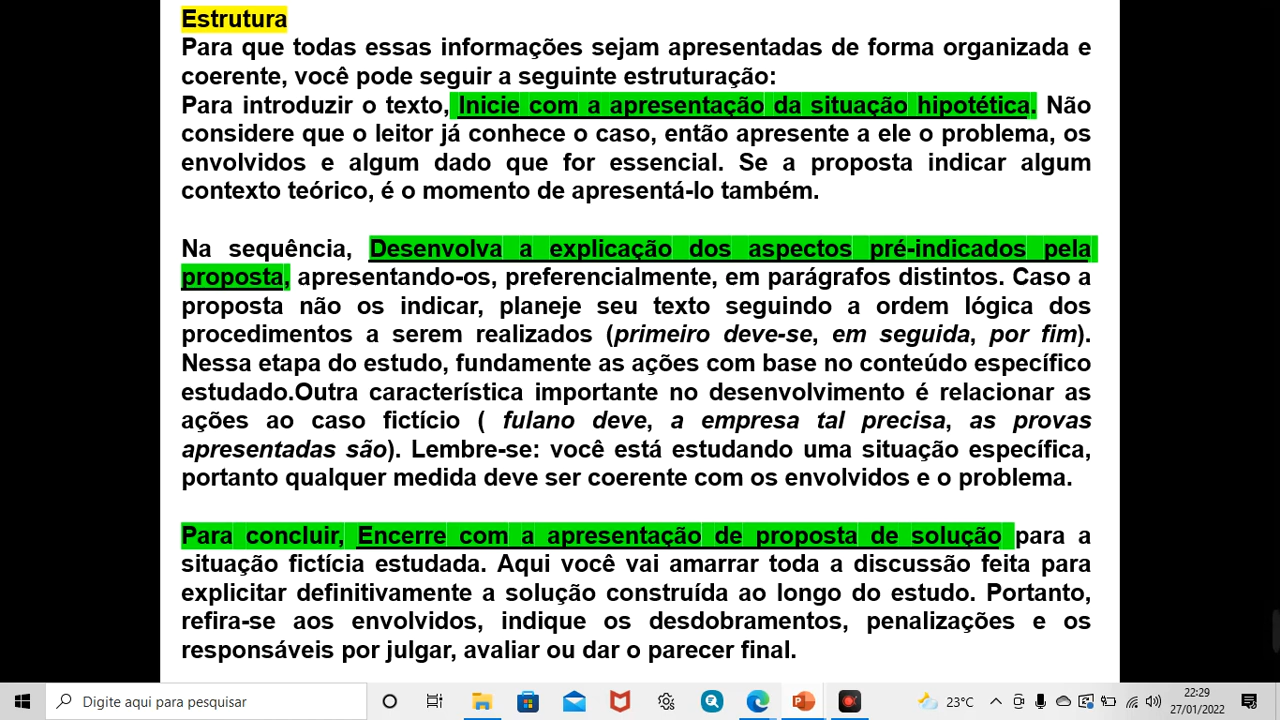 Estrutura
Para que todas essas informações sejam apresentadas de forma organizada e
coerente, você pode seguir a seguinte estruturação:
Para introduzir o texto, Inicie com a apresentação da situação hipotética. Não
considere que o leitor já conhece o caso, então apresente a ele o problema, os
envolvidos e algum dado que for essencial. Se a proposta indicar algum
contexto teórico, é o momento de apresentá-lo também.
Na sequência, Desenvolva a explicação dos aspectos pré-indicados pela
proposta, apresentando-os, preferencialmente, em parágrafos distintos. Caso a
proposta não os indicar, planeje seu texto seguindo a ordem lógica dos
procedimentos a serem realizados (primeiro deve-se, em seguida, por fim).
Nessa etapa do estudo, fundamente as ações com base no conteúdo específico
estudado.Outra característica importante no desenvolvimento é relacionar as
ações ao caso fictício ( fulano deve, a empresa tal precisa, as provas
apresentadas são). Lembre-se: você está estudando uma situação específica,
portanto qualquer medida deve ser coerente com os envolvidos e o problema.
Para concluir, Encerre com a apresentação de proposta de solução para a
situação fictícia estudada. Aqui você vai amarrar toda a discussão feita para
explicitar definitivamente a solução construída ao longo do estudo. Portanto,
refira-se aos envolvidos, indique os desdobramentos, penalizações e os
responsáveis por julgar, avaliar ou dar o parecer final.
Digite aqui para pesquisar
23°C
22:29
27/01/2022